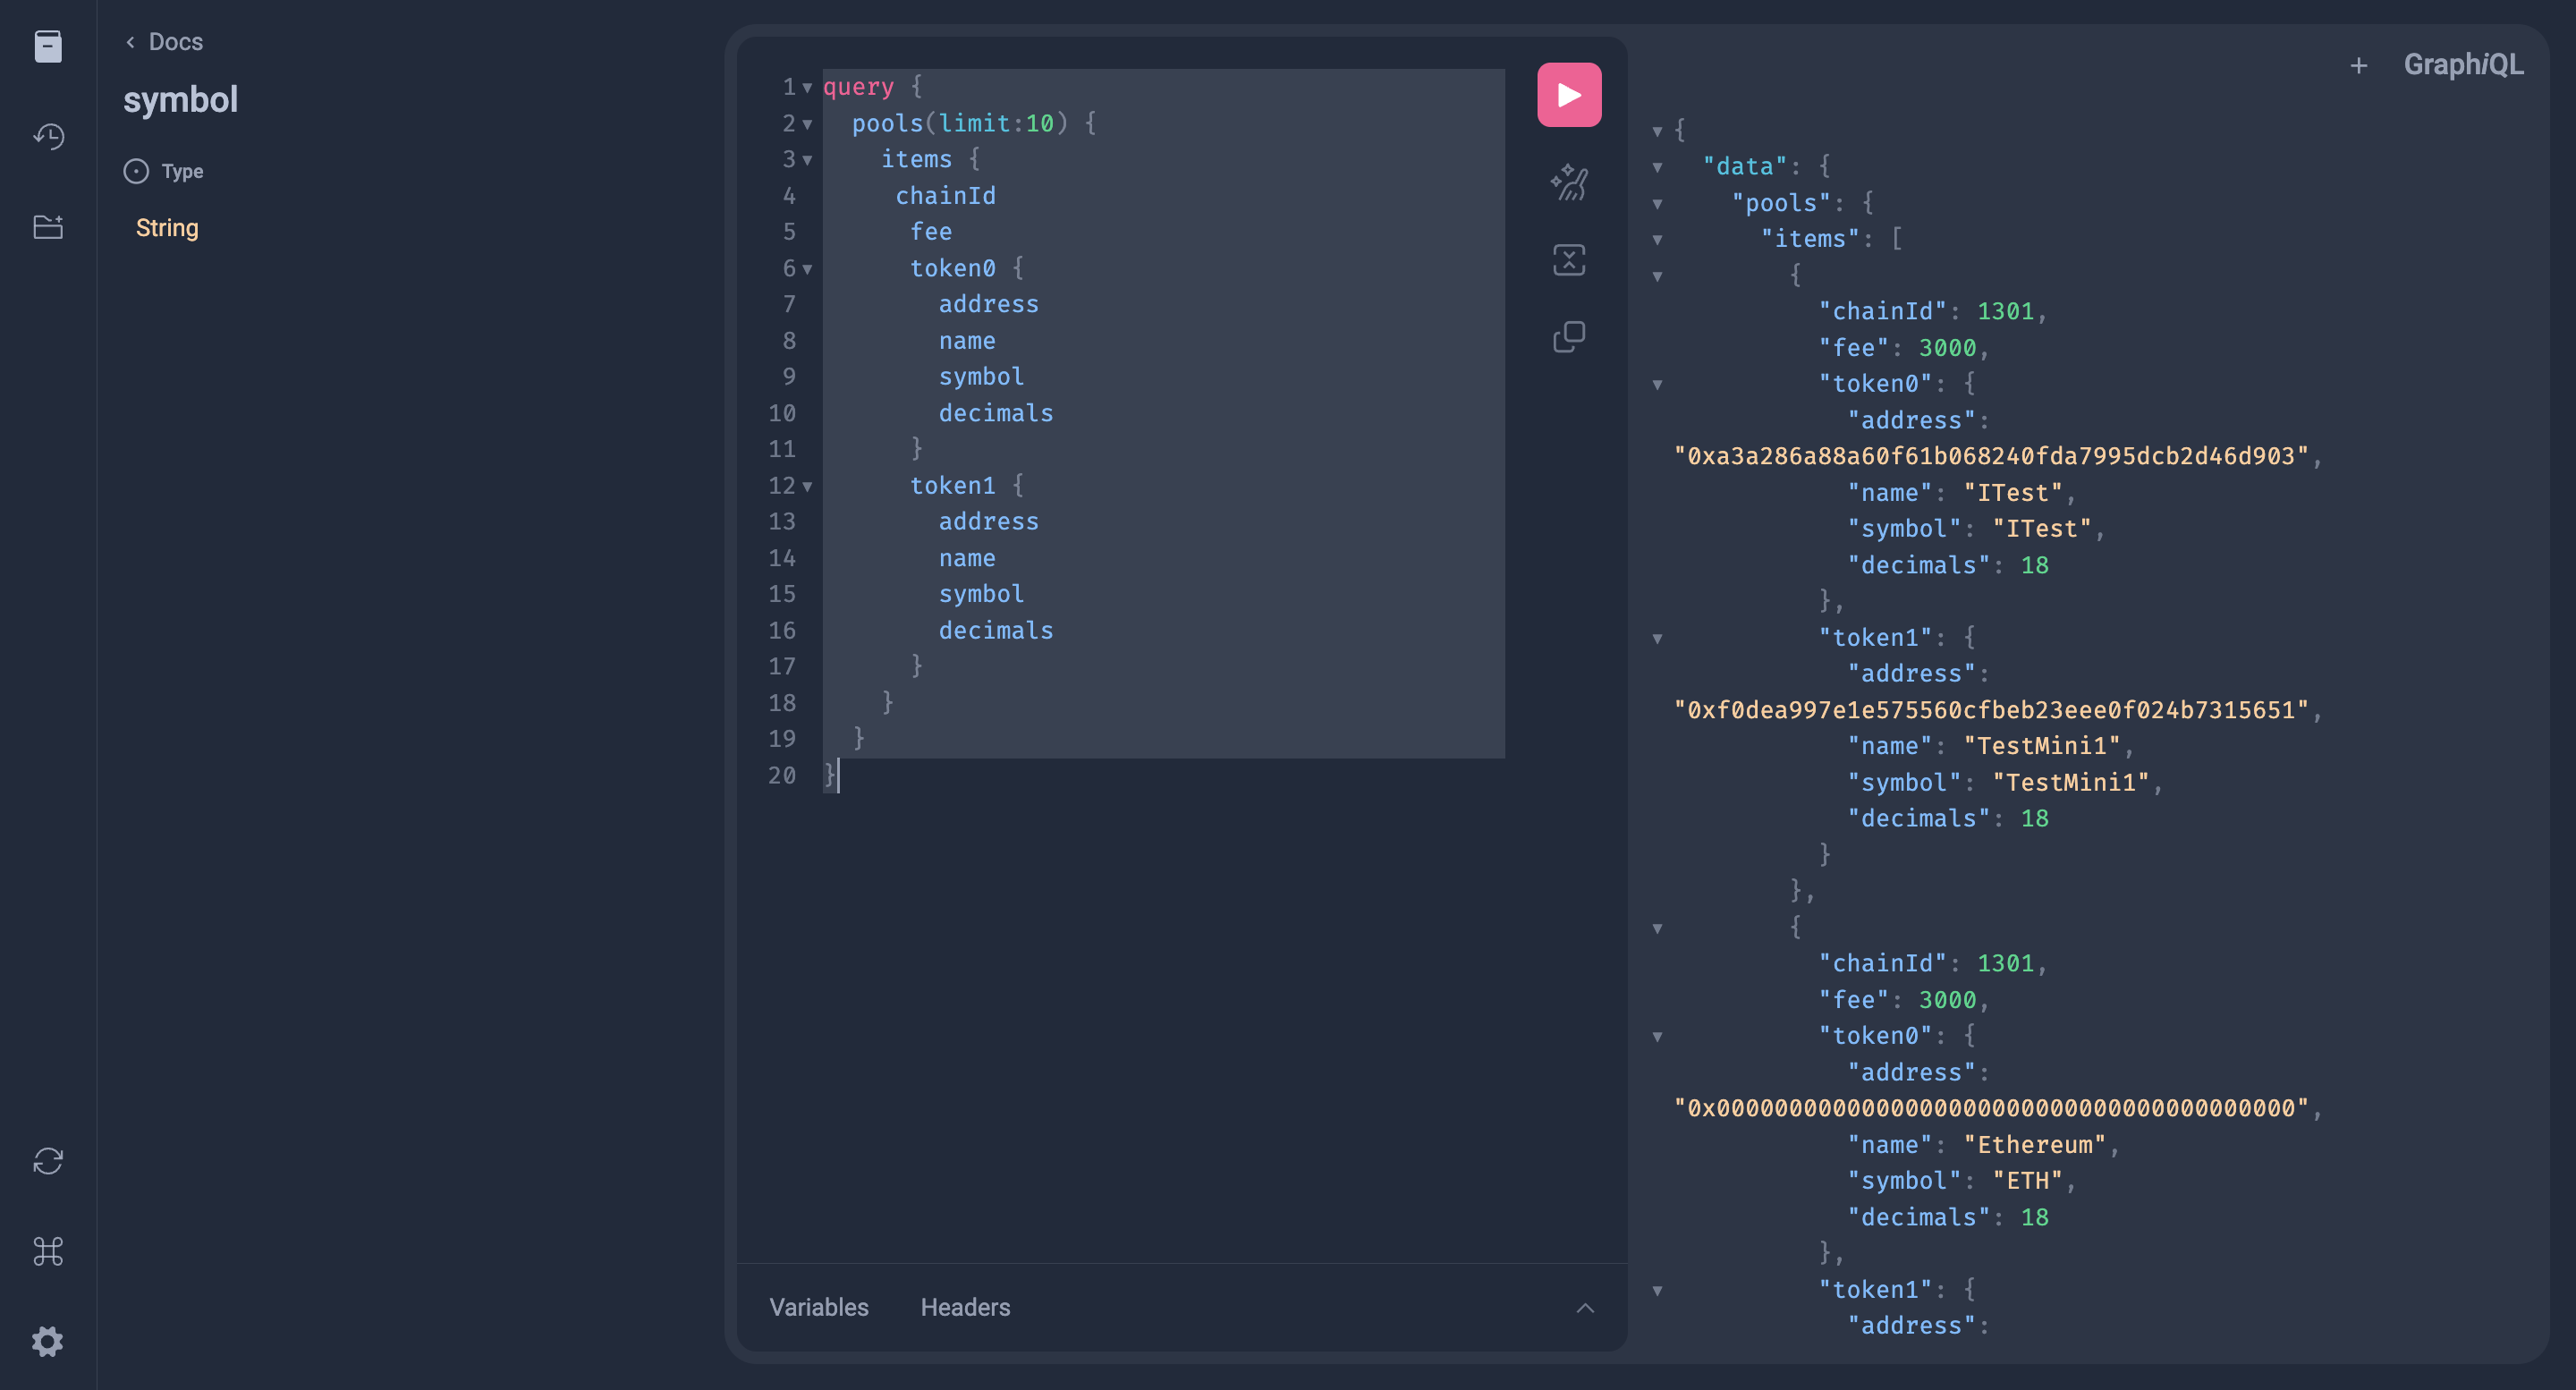 Docs
symbol
Type
String
1 query {
2   pools(limit:10) {
3     items {
4      chainId
5       fee
6       token0 {
7         address
8         name
9         symbol
10         decimals
11       }
12       token1 {
13         address
14         name
15         symbol
16         decimals
17       }
18     }
19   }
20 }
Variables Headers
+ GraphiQL
{
  "data": {
    "pools": {
      "items": [
        {
          "chainId": 1301,
          "fee": 3000,
          "token0": {
            "address":
"0xa3a286a88a60f61b068240fda7995dcb2d46d903",
            "name": "ITest",
            "symbol": "ITest",
            "decimals": 18
          },
          "token1": {
            "address":
"0xf0dea997e1e575560cfbeb23eee0f024b7315651",
            "name": "TestMini1",
            "symbol": "TestMini1",
            "decimals": 18
          }
        },
        {
          "chainId": 1301,
          "fee": 3000,
          "token0": {
            "address":
"0x0000000000000000000000000000000000000000",
            "name": "Ethereum",
            "symbol": "ETH",
            "decimals": 18
          },
          "token1": {
            "address":